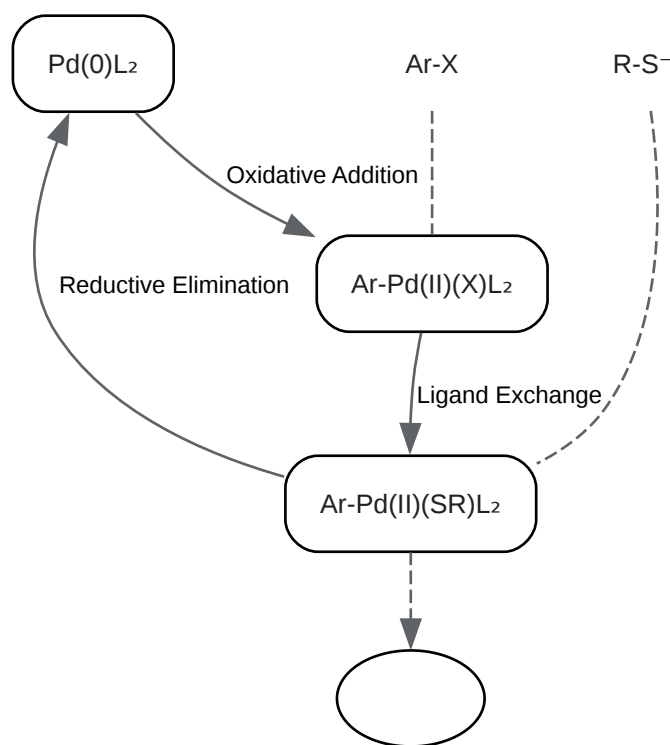 Pd(0)L₂
Ar-X
R-S⁻
Oxidative Addition
Reductive Elimination
Ar-Pd(II)(X)L₂
Ligand Exchange
Ar-Pd(II)(SR)L₂